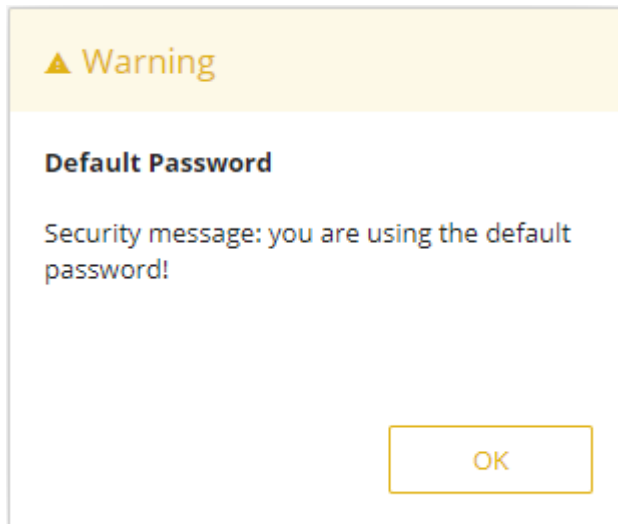 Warning
Default Password
Security message: you are using the default
password!
OK